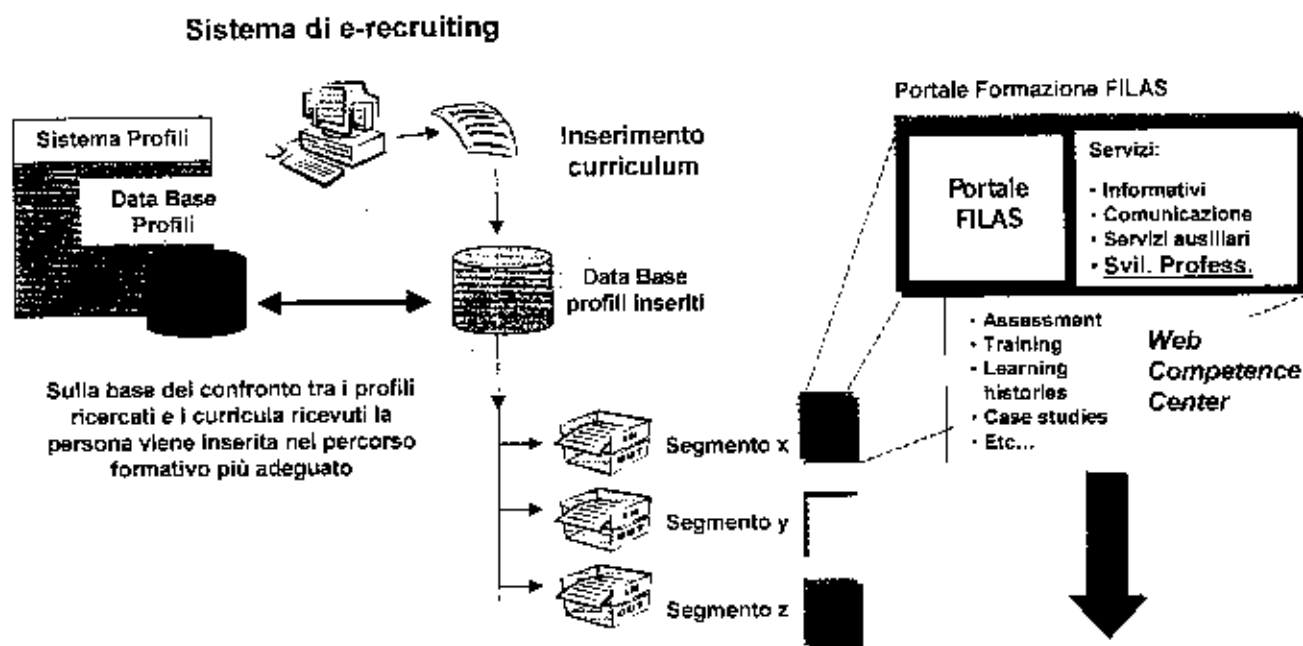 Sistema di e-recruiting
Sistema Profili
Data Base
Profili
Inserimento
curriculum
Data Base
profili inseriti
Sulla base del confronto tra i profili
ricercati e i curricula ricevuti la
persona viene inserita nel percorso
formativo più adeguato
Segmento x
Segmento y
Segmento z
Portale Formazione FILAS
Portale
FILAS
Servizi:
• Informativi
• Comunicazione
• Servizi ausiliari
• Svil. Profess.
• Assessment
• Training
• Learning
histories
• Case studies
• Etc...
Web
Competence
Center